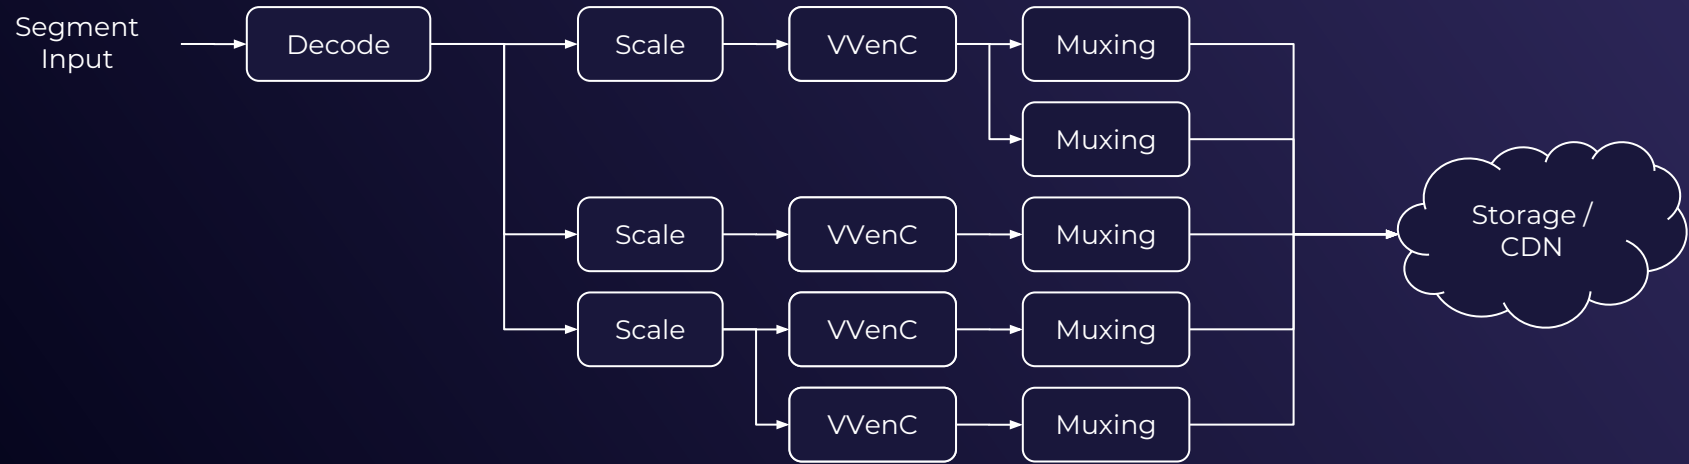 Segment
Input
Decode
Scale
VVenC
Muxing
Muxing
Scale
VVenC
Muxing
Storage /
CDN
Scale
VVenC
Muxing
VVenC
Muxing